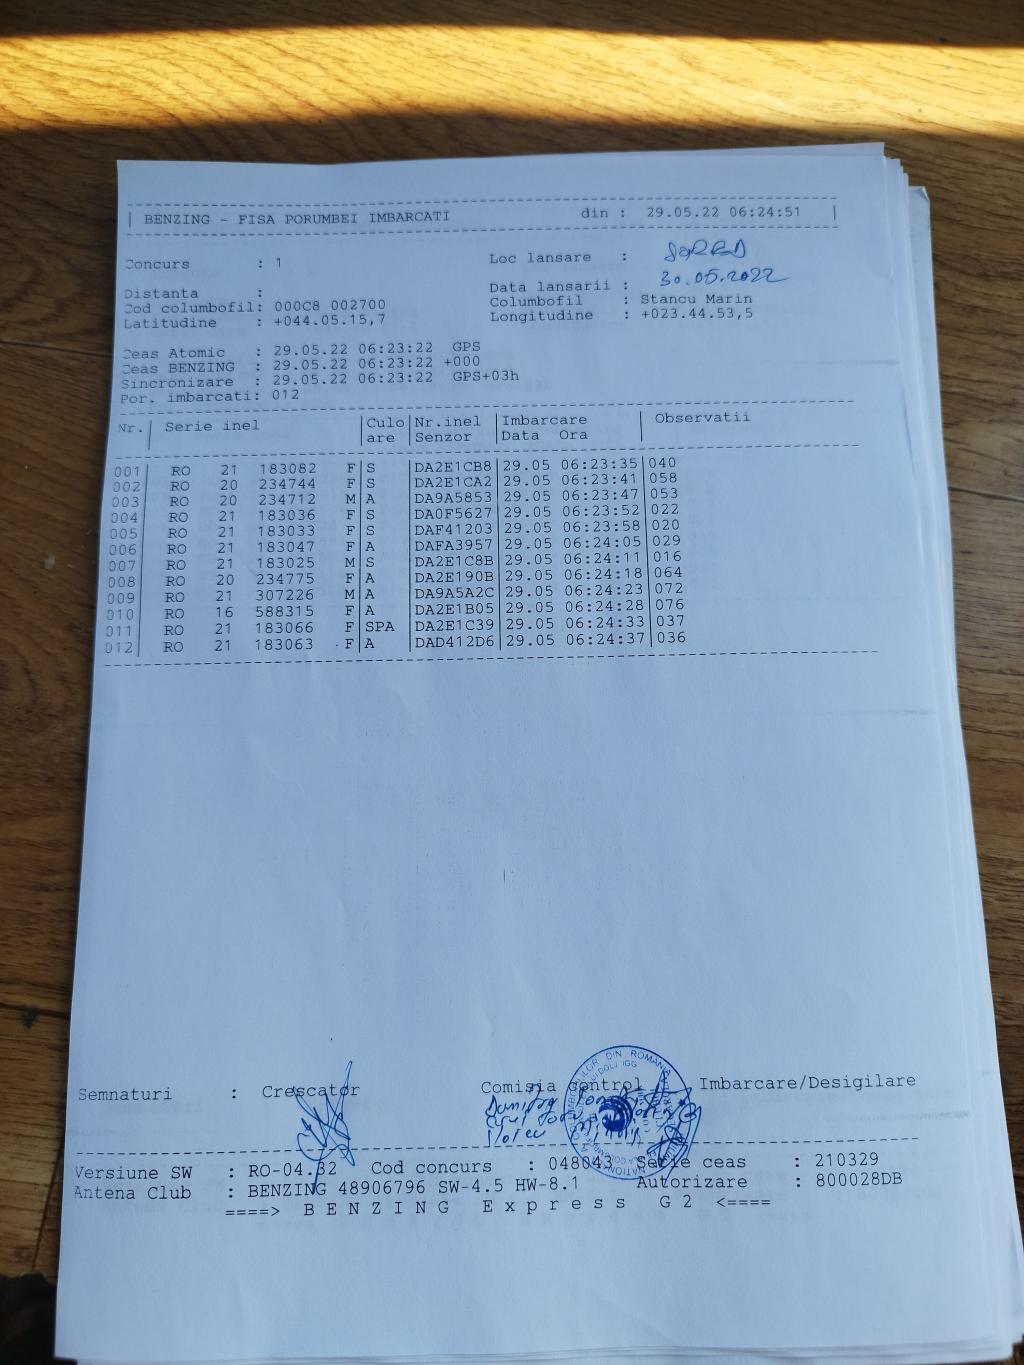 BENZING - FISA PORUMBEI IMBARCATI din : 29.05.22 06:24:51
Concurs : 1 Loc lansare :
Distanta : Data lansarii : 30.05.2022
Cod columbofil: 000C8 002700 Columbofil : Stancu Marin
Latitudine : +044.05.15,7 Longitudine : +023.44.53,5
Ceas Atomic : 29.05.22 06:23:22 GPS
Ceas BENZING : 29.05.22 06:23:22 +000
Sincronizare : 29.05.22 06:23:22 GPS+03h
Por. imbarcati: 012
Nr. Serie inel Culo Nr.inel Imbarcare Observatii
are Senzor Data Ora
001 RO 21 183082 F S DA2E1CB8 29.05 06:23:35 040
002 RO 20 234744 F S DA2E1CA2 29.05 06:23:41 058
003 RO 20 234712 M A DA9A5853 29.05 06:23:47 053
004 RO 21 183036 F S DA0F5627 29.05 06:23:52 022
005 RO 21 183033 F S DAF41203 29.05 06:23:58 020
006 RO 21 183047 F A DAFA3957 29.05 06:24:05 029
007 RO 21 183025 M S DA2E1C8B 29.05 06:24:11 016
008 RO 20 234775 F A DA2E190B 29.05 06:24:18 064
009 RO 21 307226 M A DA9A5A2C 29.05 06:24:23 072
010 RO 16 588315 F A DA2E1B05 29.05 06:24:28 076
011 RO 21 183066 F SPA DA2E1C39 29.05 06:24:33 037
012 RO 21 183063 F A DAD412D6 29.05 06:24:37 036
Semnaturi : Crescator Comisia control Imbarcare/Desigilare
Versiune SW : RO-04.32 Cod concurs : 048043 Serie ceas : 210329
Antena Club : BENZING 48906796 SW-4.5 HW-8.1 Autorizare : 800028DB
====> B E N Z I N G E x p r e s s G 2 <====